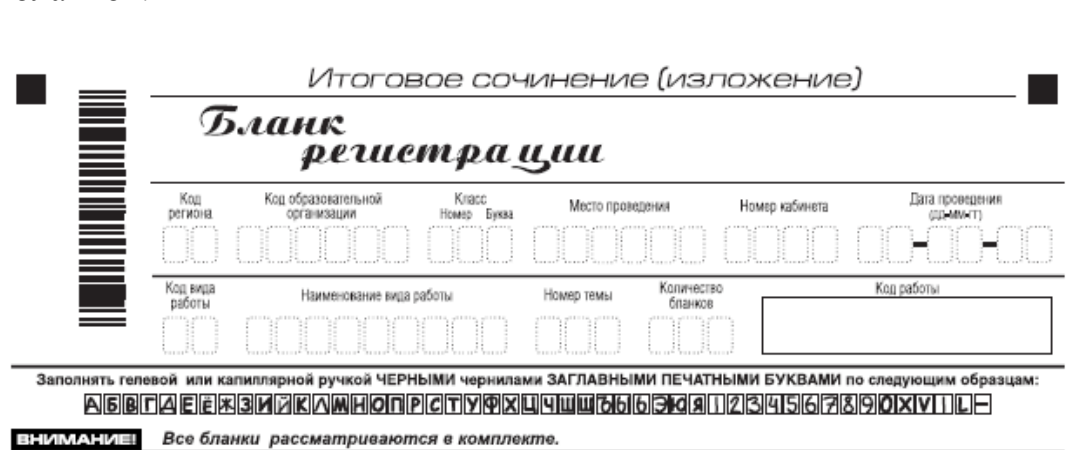 Итоговое сочинение (изложение)
Бланк
регистрации
Код региона
Код образовательной организации
Класс
Номер Буква
Место проведения
Номер кабинета
Дата проведения
(ДД-ММ-ГГ)
Код вида работы
Наименование вида работы
Номер темы
Количество бланков
Код работы
Заполнять гелевой или капиллярной ручкой ЧЕРНЫМИ чернилами ЗАГЛАВНЫМИ ПЕЧАТНЫМИ БУКВАМИ по следующим образцам:
АБВГДЕЁЖЗИЙКЛМНОПРСТУФХЦЧШЩЪЫЬЭЮЯ1234567890XVIL–
ВНИМАНИЕ! Все бланки рассматриваются в комплекте.